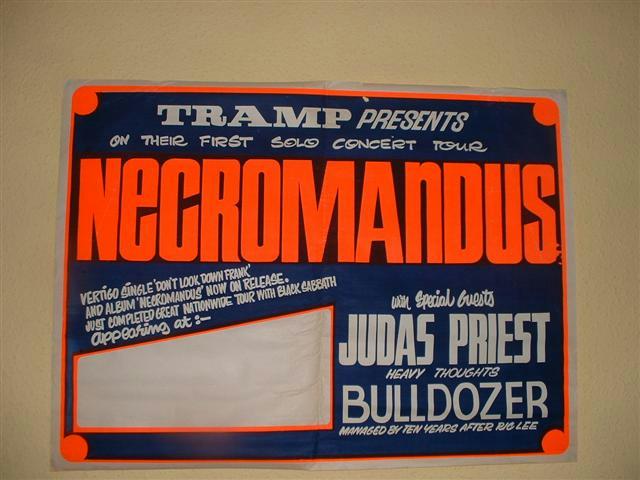 TRAMP PRESENTS
ON THEIR FIRST SOLO CONCERT TOUR
NeCROMANDUS
VERTIGO SINGLE 'DON'T LOOK DOWN FRANK'
AND ALBUM 'NECROMANDUS' NOW ON RELEASE.
JUST COMPLETED GREAT NATIONWIDE TOUR WITH BLACK SABBATH
appearing at :-
with Special Guests
JUDAS PRIEST
HEAVY THOUGHTS
BULLDOZER
MANAGED BY TEN YEARS AFTER RIC LEE